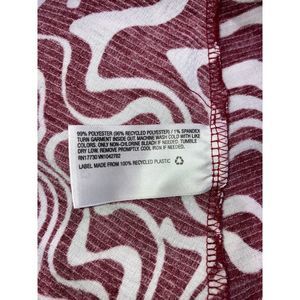 99% POLYESTER (96% RECYCLED POLYESTER) / 1% SPANDEX
TURN GARMENT INSIDE OUT. MACHINE WASH COLD WITH LIKE
COLORS. ONLY NON-CHLORINE BLEACH IF NEEDED. TUMBLE
DRY LOW. REMOVE PROMPTLY. COOL IRON IF NEEDED.
RN17730 VN1042782
LABEL MADE FROM 100% RECYCLED PLASTIC